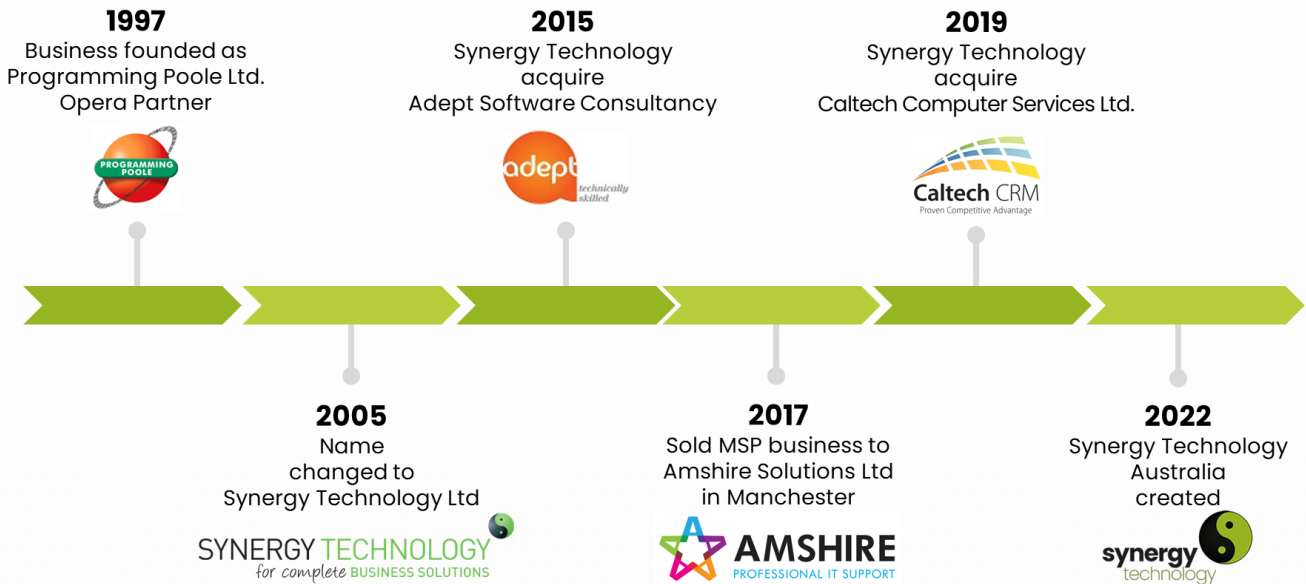 1997
Business founded as
Programming Poole Ltd.
Opera Partner
PROGRAMMING
POOLE
2005
Name
changed to
Synergy Technology Ltd
SYNERGY TECHNOLOGY
for complete BUSINESS SOLUTIONS
2015
Synergy Technology
acquire
Adept Software Consultancy
adept
technically
skilled
2017
Sold MSP business to
Amshire Solutions Ltd
in Manchester
AMSHIRE
PROFESSIONAL IT SUPPORT
2019
Synergy Technology
acquire
Caltech Computer Services Ltd.
Caltech CRM
Proven Competitive Advantage
2022
Synergy Technology
Australia
created
synergy
technology